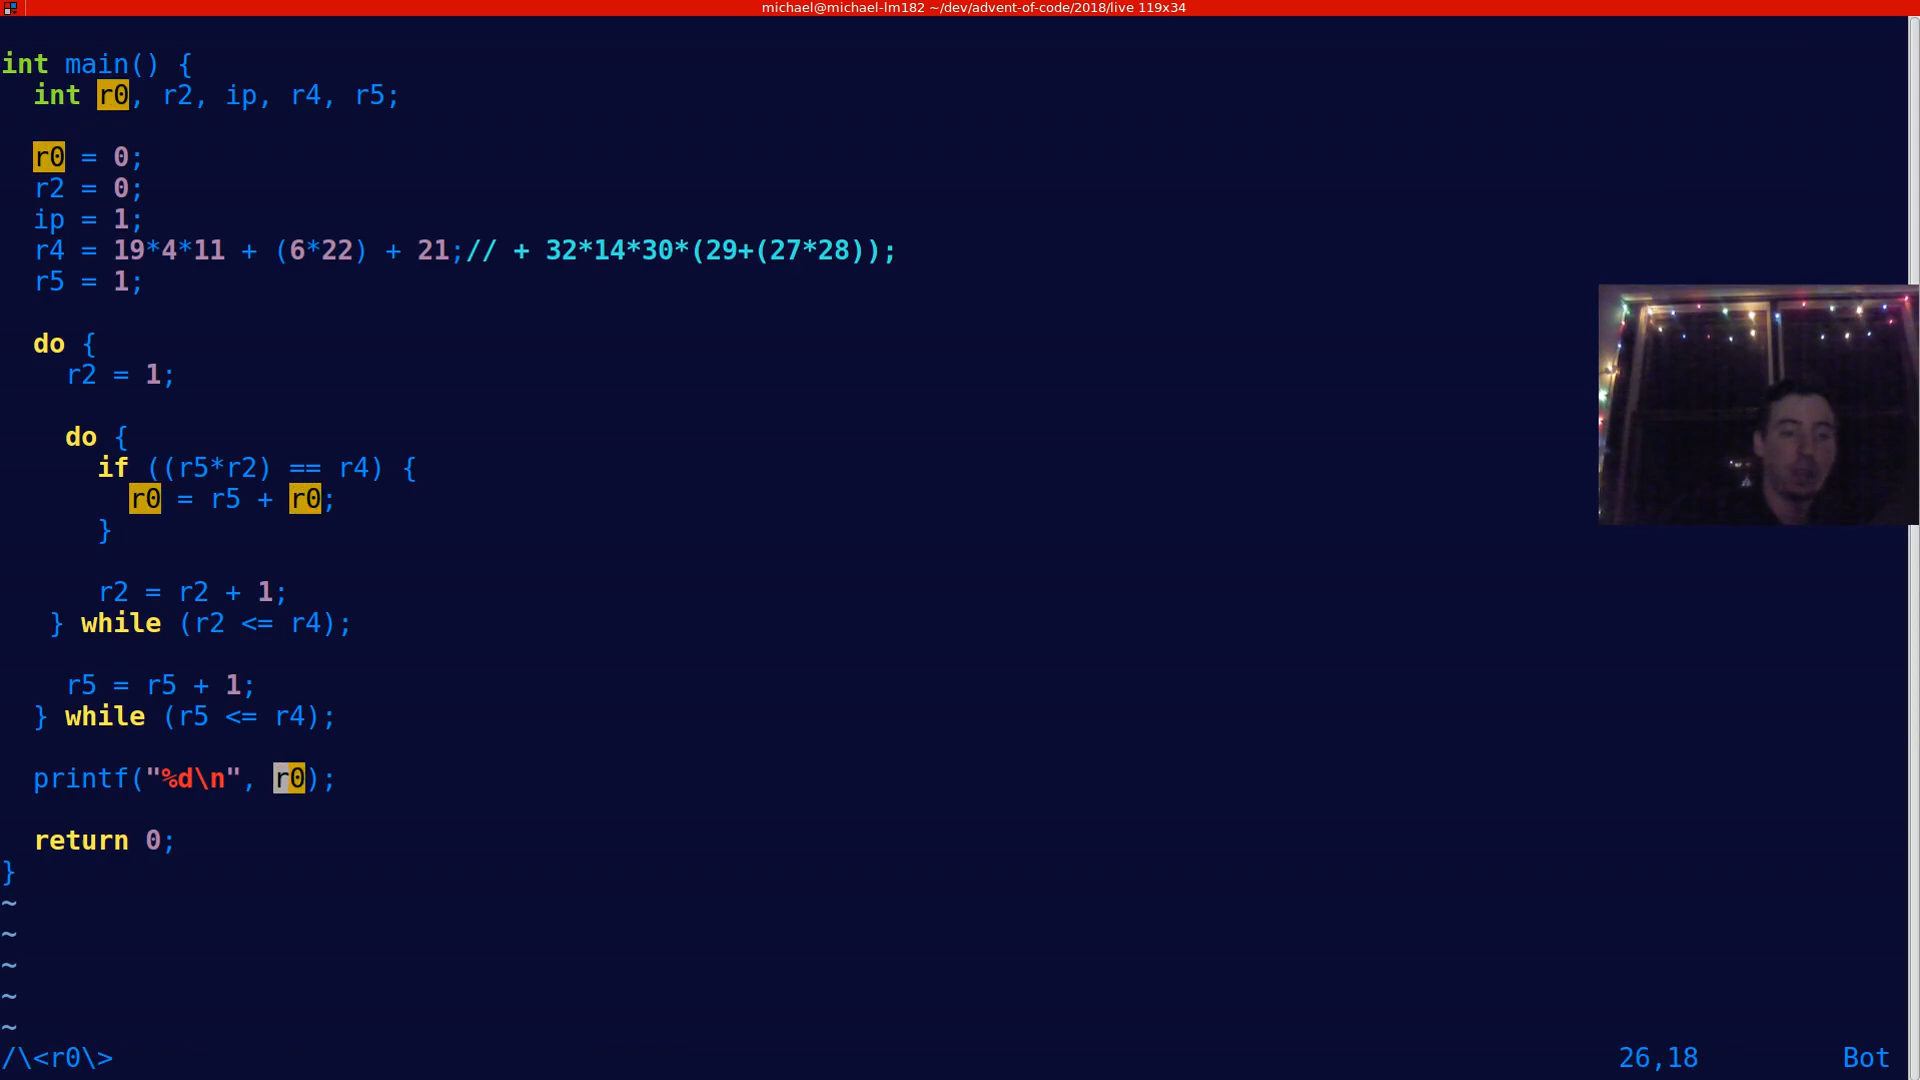 michael@michael-lm182 ~/dev/advent-of-code/2018/live 119x34
int main() {
  int r0, r2, ip, r4, r5;
  r0 = 0;
  r2 = 0;
  ip = 1;
  r4 = 19*4*11 + (6*22) + 21;// + 32*14*30*(29+(27*28));
  r5 = 1;
  do {
    r2 = 1;
    do {
      if ((r5*r2) == r4) {
        r0 = r5 + r0;
      }
      r2 = r2 + 1;
   } while (r2 <= r4);
    r5 = r5 + 1;
  } while (r5 <= r4);
  printf("%d\n", r0);
  return 0;
}
~
~
~
~
~
/\<r0\> 26,18 Bot